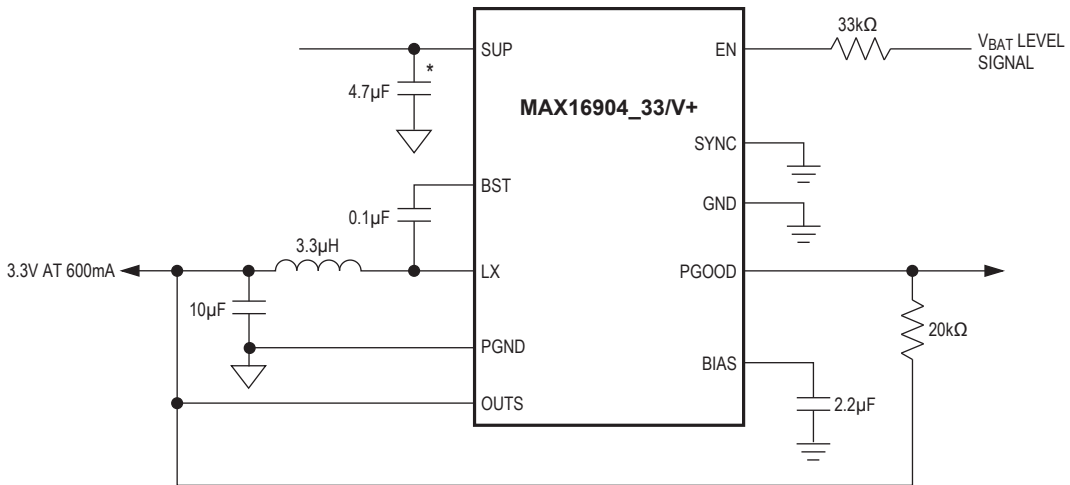 SUP
*
4.7µF
MAX16904_33/V+
EN
33kΩ
V_BAT LEVEL
SIGNAL
SYNC
GND
BST
0.1µF
3.3µH
3.3V AT 600mA
LX
PGOOD
10µF
20kΩ
PGND
BIAS
OUTS
2.2µF